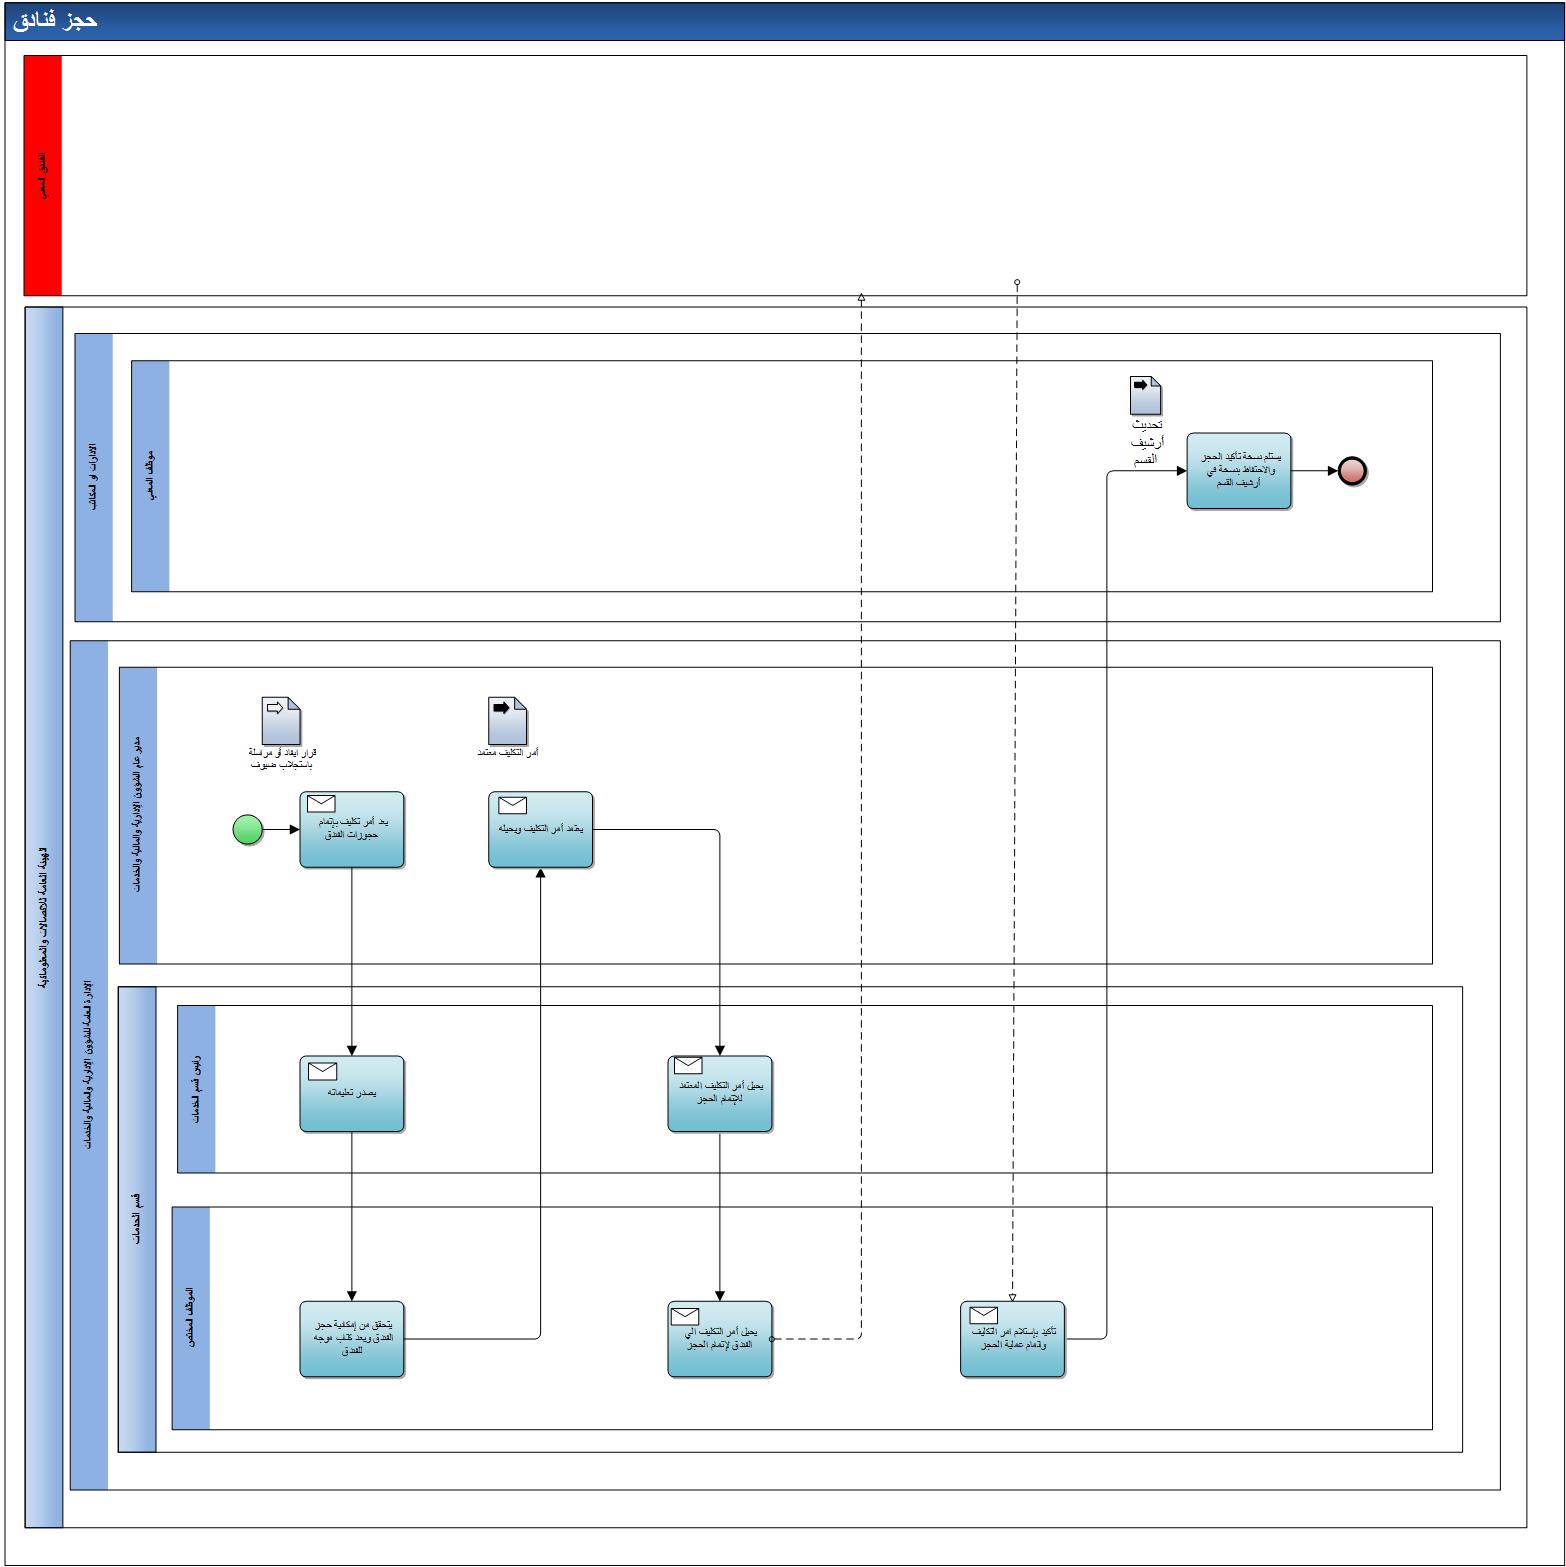 حجز فنادق
الفندق المعني
الهيئة العامة للاتصالات والمعلوماتية
الادارات او المكاتب
موظف المعني
تحديث
أرشيف
القسم
يستلم نسخة تأكيد الحجز
والاحتفاظ بنسخة في
أرشيف القسم
الإدارة العامة للشؤون الإدارية والمالية والخدمات
مدير عام الشؤون الإدارية والمالية والخدمات
قرار ايفاد أو مراسلة
باستجلاب ضيوف
أمر التكليف معتمد
يعد أمر تكليف بإتمام
حجوزات الفندق
يعتمد أمر التكليف ويحيله
قسم الخدمات
رئيس قسم الخدمات
يصدر تعليماته
يحيل أمر التكليف المعتمد
للإتمام الحجز
الموظف المختص
يتحقق من إمكانية حجز
الفندق ويعد كتاب موجه
للفندق
يحيل أمر التكليف الي
الفندق لإتمام الحجز
تأكيد بإستلام امر التكليف
وإتمام عملية الحجز